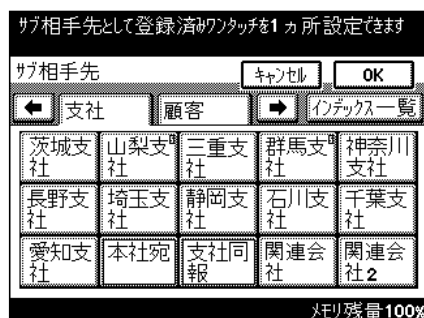 サブ相手先として登録済みワンタッチを1ヵ所設定できます
サブ相手先
キャンセル
OK
支社
顧客
インデックス一覧
茨城支社
山梨支社
三重支社
群馬支社
神奈川支社
長野支社
埼玉支社
静岡支社
石川支社
千葉支社
愛知支社
本社宛
支社同報
関連会社
関連会社2
メモリ残量100%